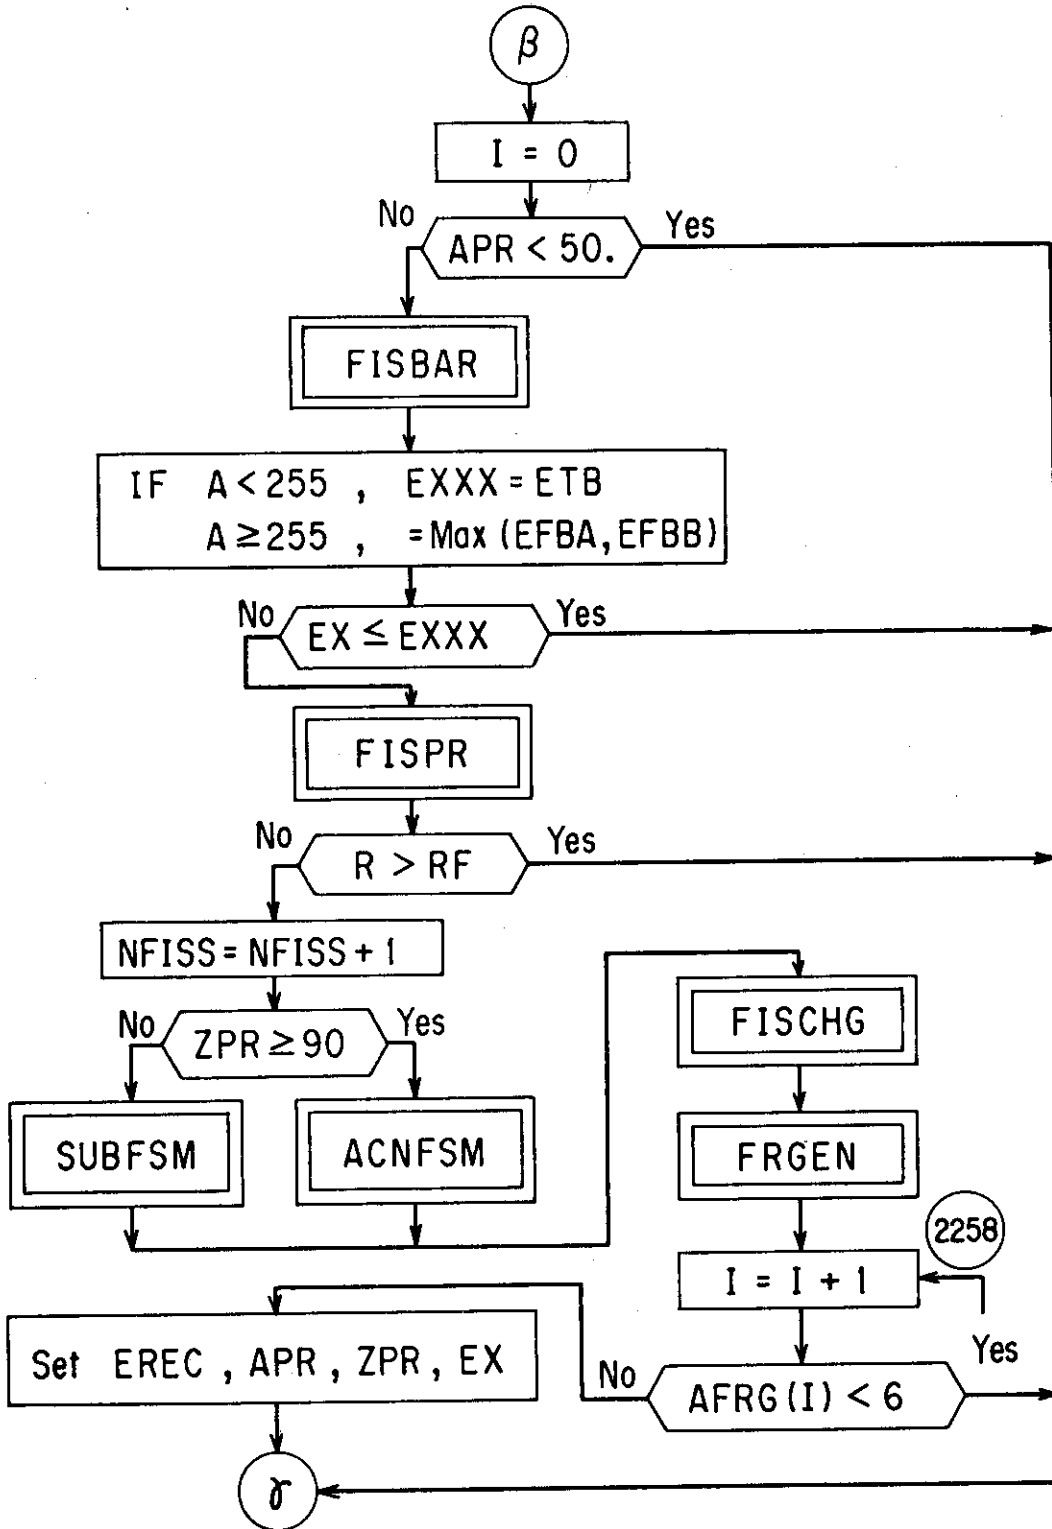 β
I = 0
No
APR < 50.
Yes
FISBAR
IF A < 255 , EXXX = ETB
A ≥ 255 , = Max (EFBA, EFBB)
No
EX ≤ EXXX
Yes
FISPR
No
R > RF
Yes
NFISS = NFISS + 1
No
ZPR ≥ 90
Yes
SUBFSM
ACNFSM
FISCHG
FRGEN
2258
I = I + 1
Set EREC , APR , ZPR , EX
No
AFRG (I) < 6
Yes
γ